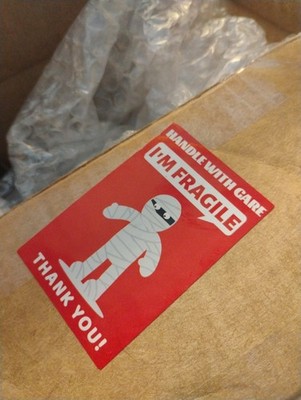 HANDLE WITH CARE
I'M FRAGILE
THANK YOU!